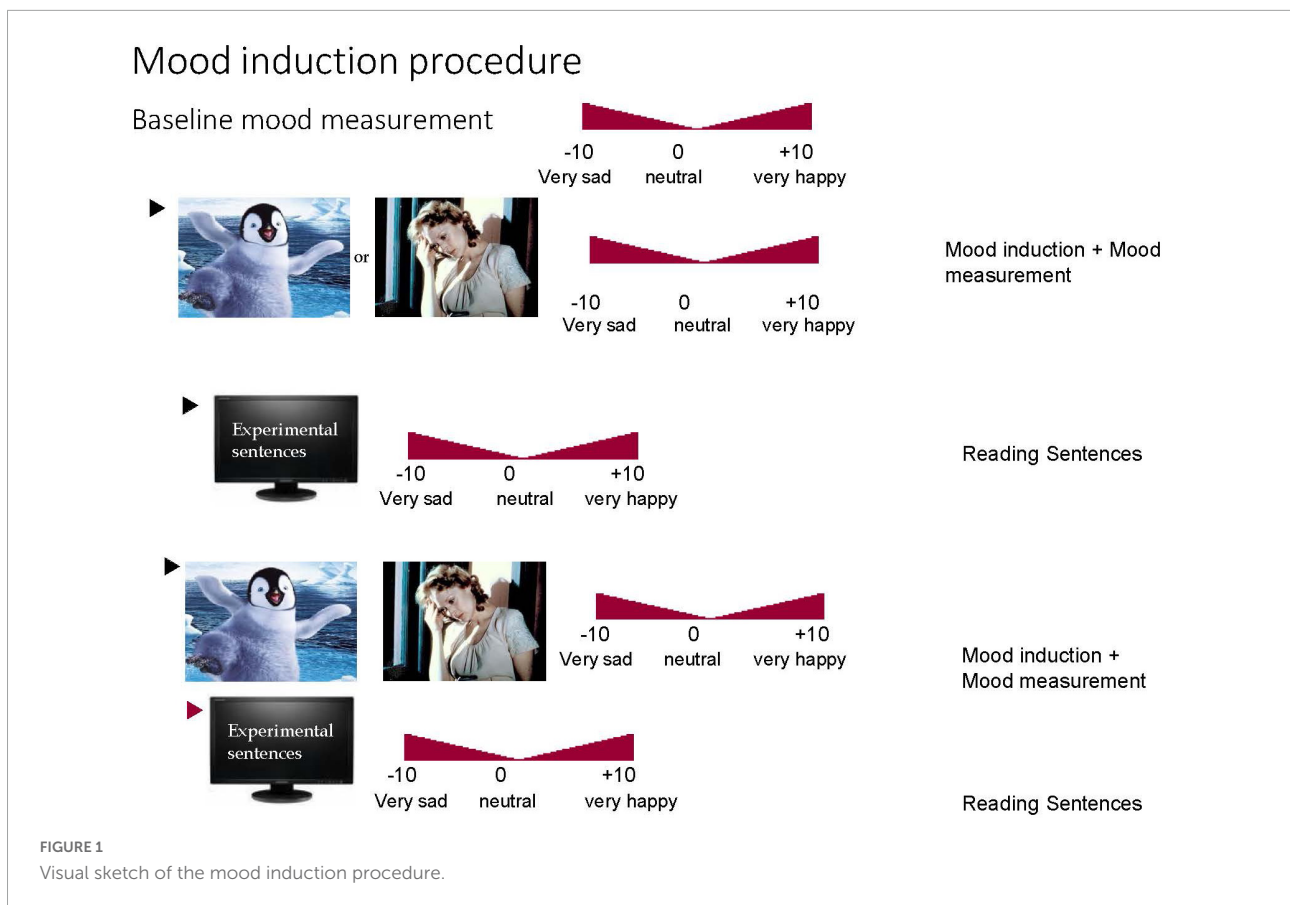 Mood induction procedure
Baseline mood measurement
-10 0 +10
Very sad neutral very happy
or
-10 0 +10
Very sad neutral very happy
Mood induction + Mood
measurement
Experimental
sentences
-10 0 +10
Very sad neutral very happy
Reading Sentences
-10 0 +10
Very sad neutral very happy
Mood induction +
Mood measurement
Experimental
sentences
-10 0 +10
Very sad neutral very happy
Reading Sentences
FIGURE 1
Visual sketch of the mood induction procedure.